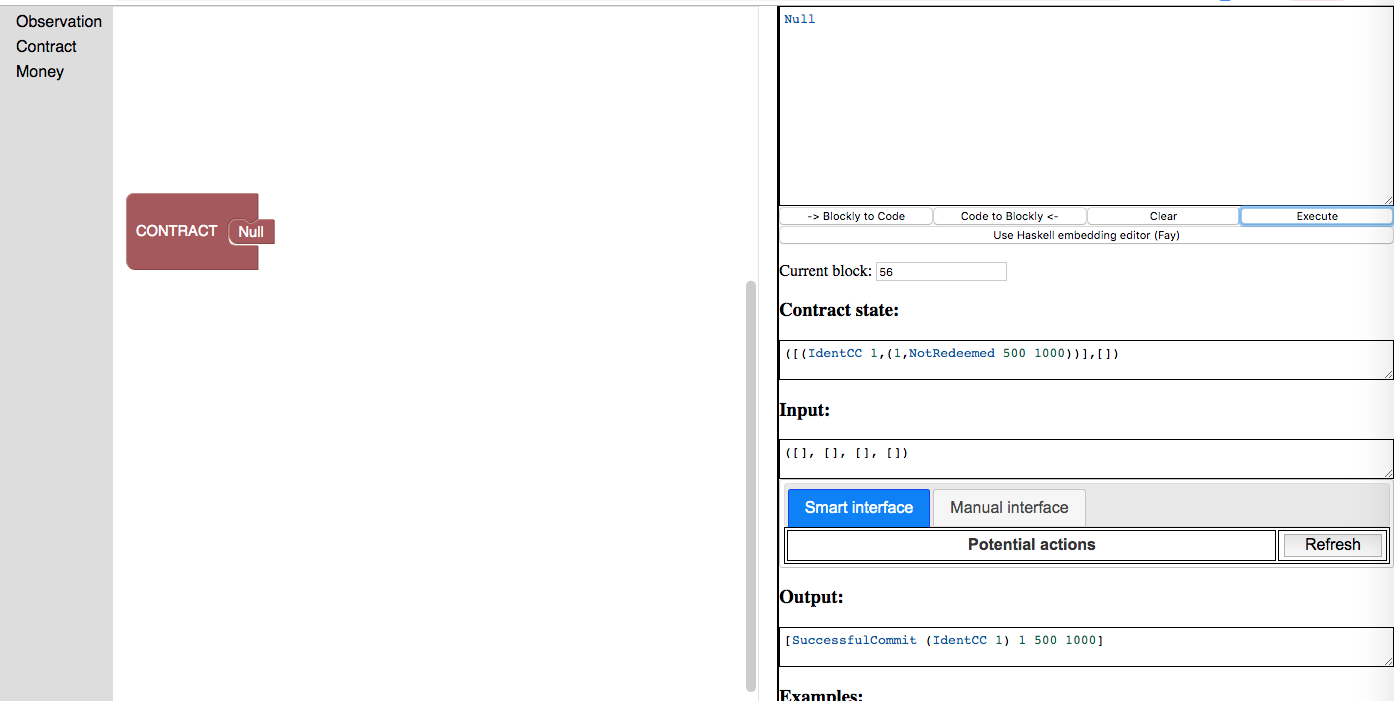 Observation
Contract
Money
CONTRACT Null
Null
-> Blockly to Code Code to Blockly <- Clear Execute
Use Haskell embedding editor (Fay)
Current block: 56
Contract state:
([(IdentCC 1,(1,NotRedeemed 500 1000))],[])
Input:
([], [], [], [])
Smart interface Manual interface
Potential actions Refresh
Output:
[SuccessfulCommit (IdentCC 1) 1 500 1000]
Examples: